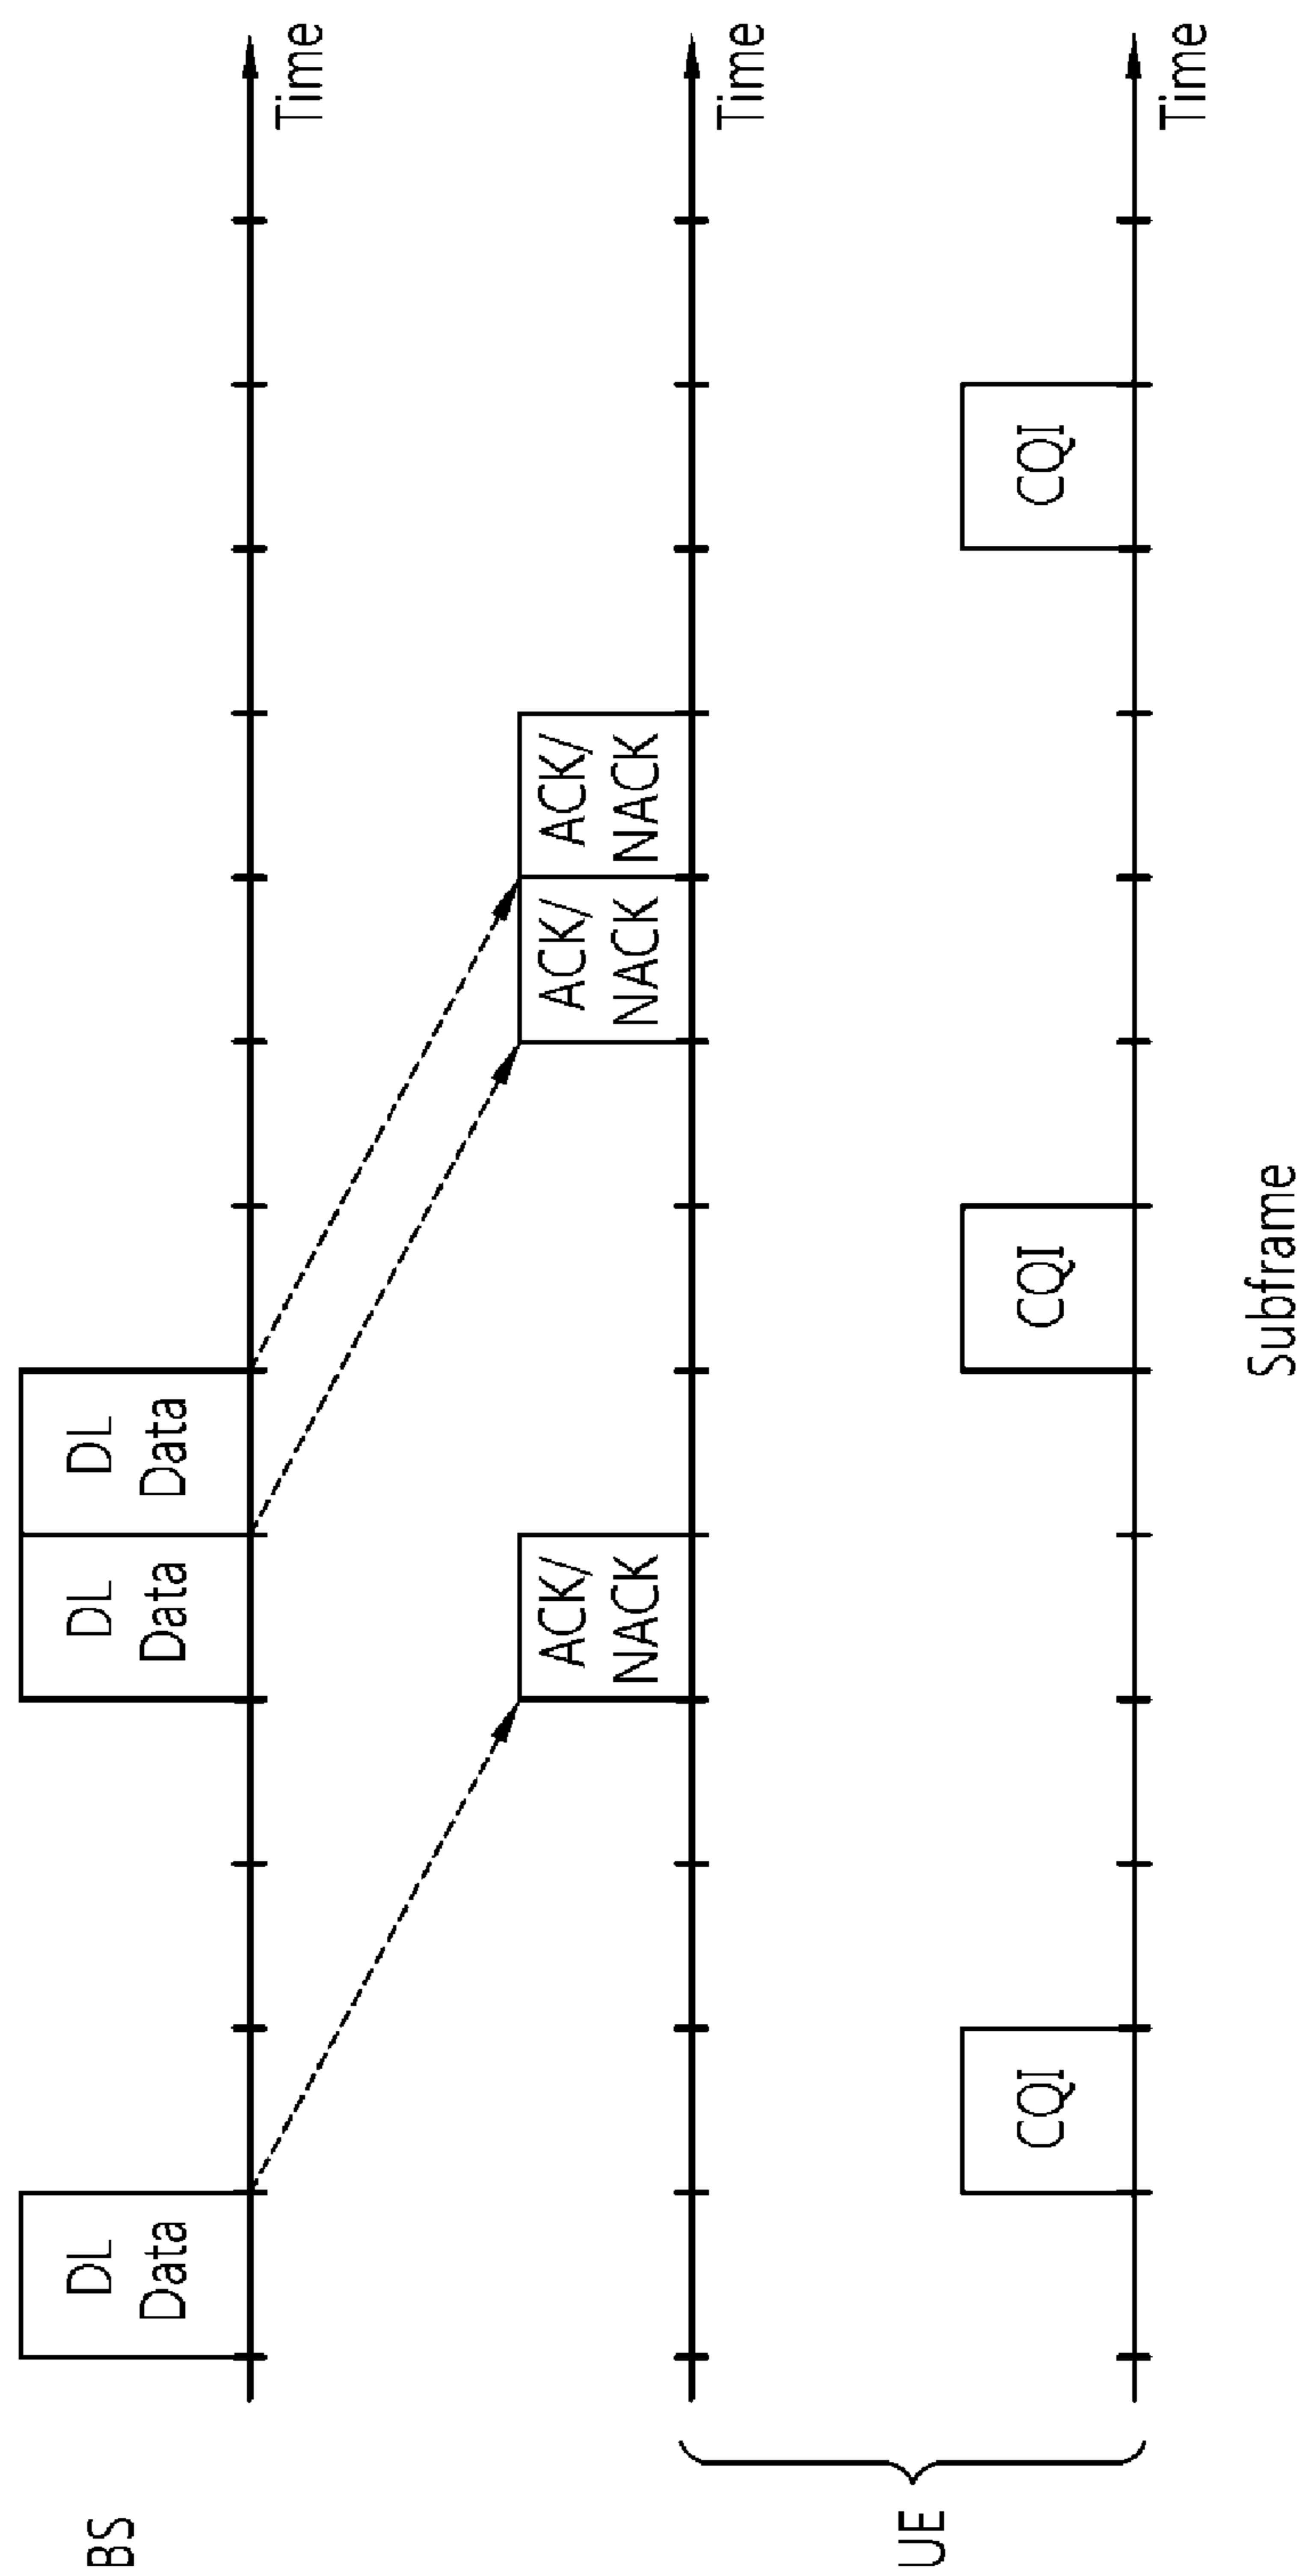 BS
DL
Data
DL
Data
DL
Data
Time
ACK/
NACK
ACK/
NACK
ACK/
NACK
Time
UE
CQI
CQI
CQI
Time
Subframe